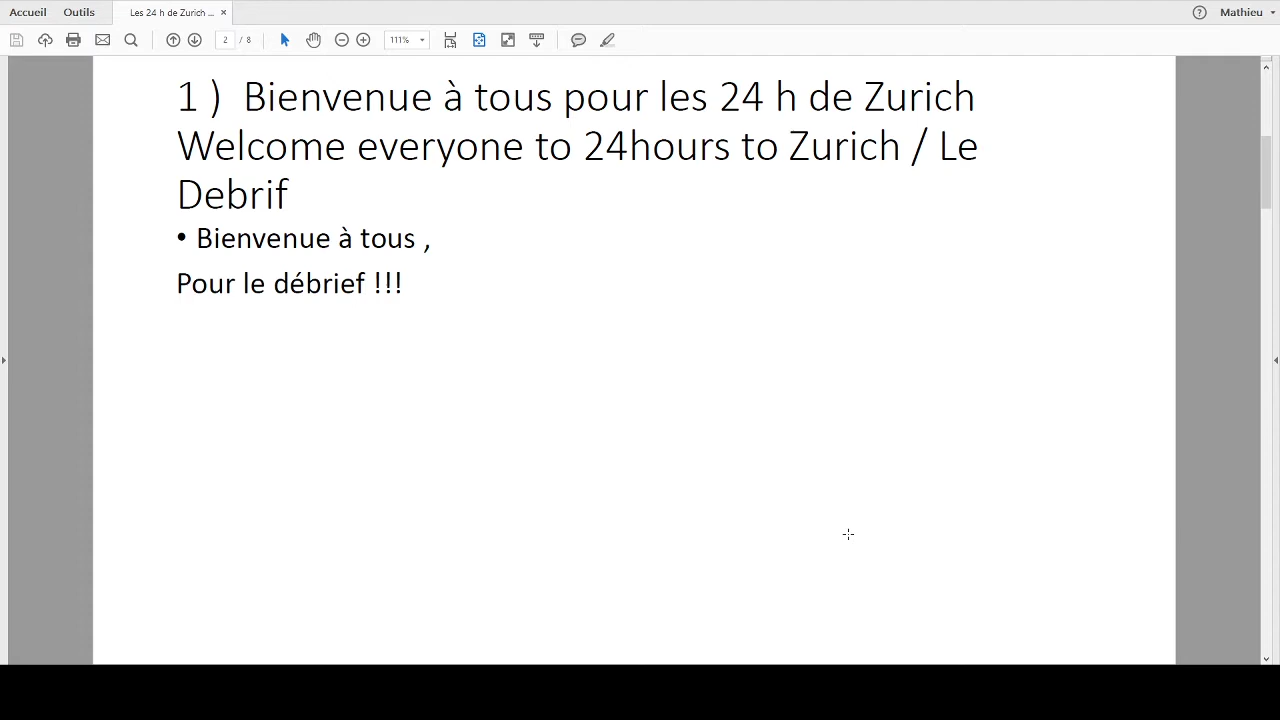 Accueil Outils Les 24 h de Zurich ... × Mathieu
2 / 8 111%
1 ) Bienvenue à tous pour les 24 h de Zurich
Welcome everyone to 24hours to Zurich / Le
Debrif
• Bienvenue à tous ,
Pour le débrief !!!